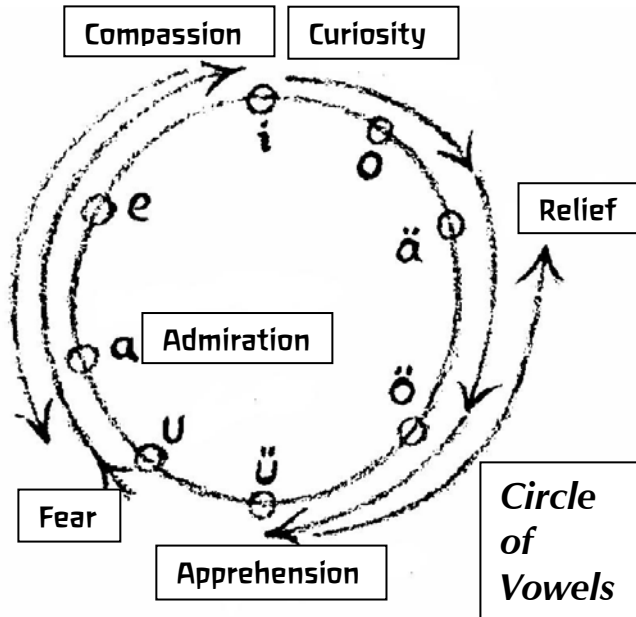 Compassion
Curiosity
i
o
e
ä
Relief
a
Admiration
ö
u
ü
Fear
Apprehension
Circle
of
Vowels